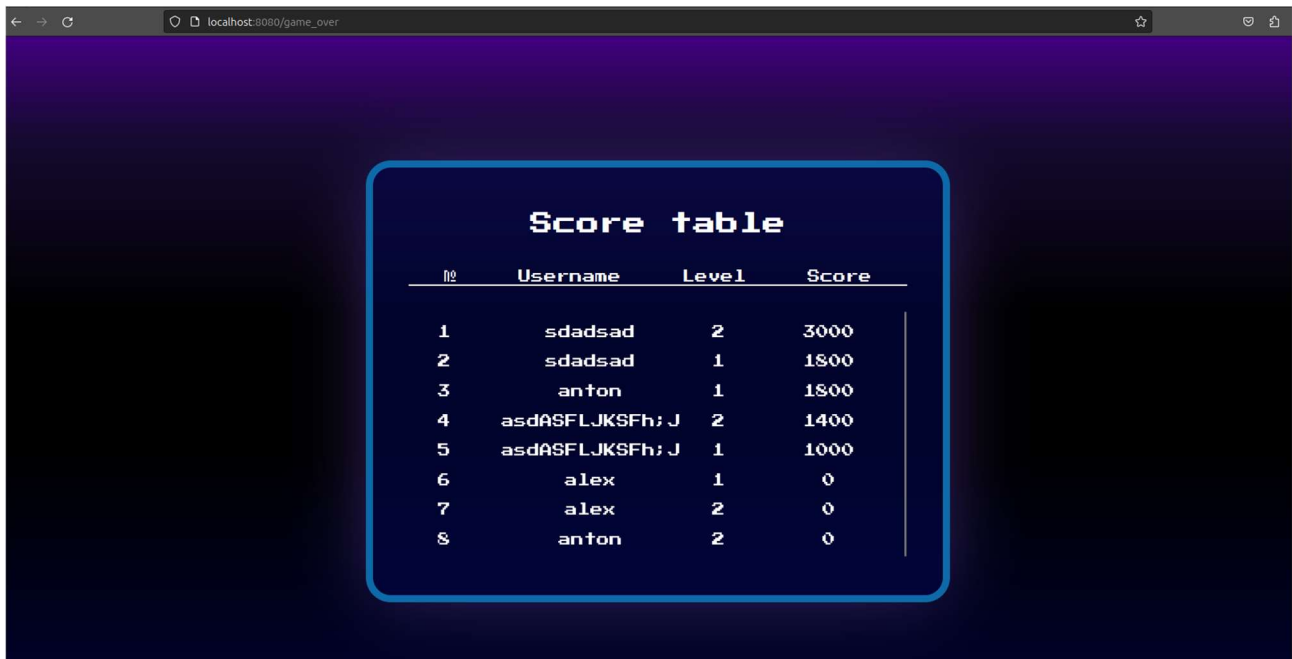 localhost:8080/game_over
Score table
№ Username Level Score
1 sdadsad 2 3000
2 sdadsad 1 1800
3 anton 1 1800
4 asdASFLJKSFh;J 2 1400
5 asdASFLJKSFh;J 1 1000
6 alex 1 0
7 alex 2 0
8 anton 2 0